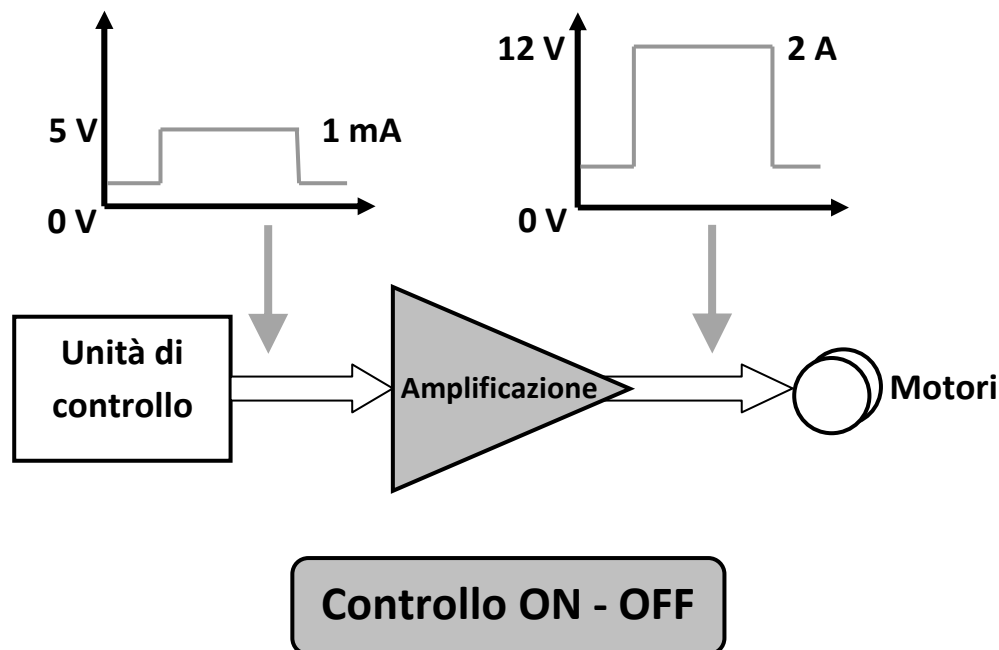 12 V
2 A
5 V
1 mA
0 V
0 V
Unità di
controllo
Amplificazione
Motori
Controllo ON - OFF